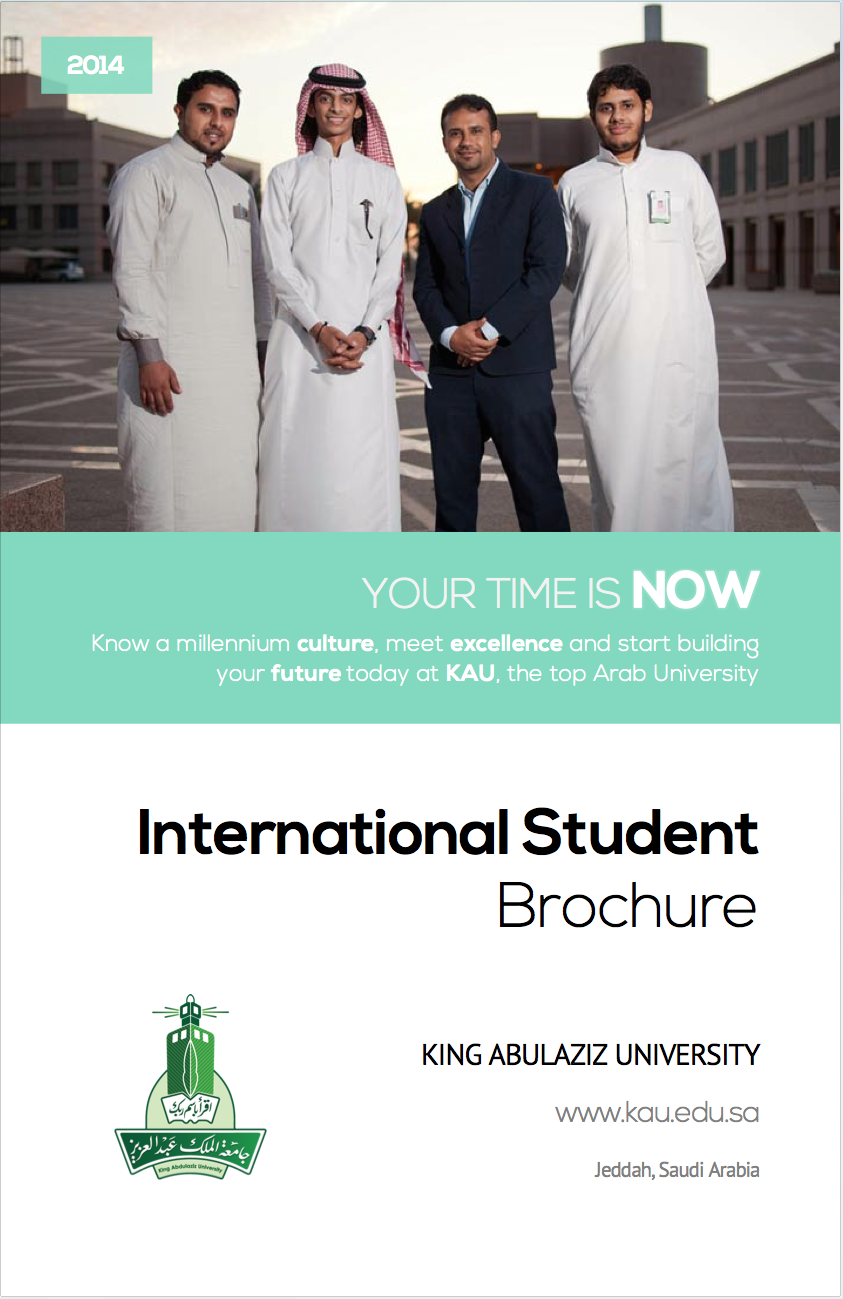 2014
YOUR TIME IS NOW
Know a millennium culture, meet excellence and start building
your future today at KAU, the top Arab University
International Student
Brochure
اقرأ باسم ربك
جامعة الملك عبد العزيز
King Abdulaziz University
KING ABULAZIZ UNIVERSITY
www.kau.edu.sa
Jeddah, Saudi Arabia